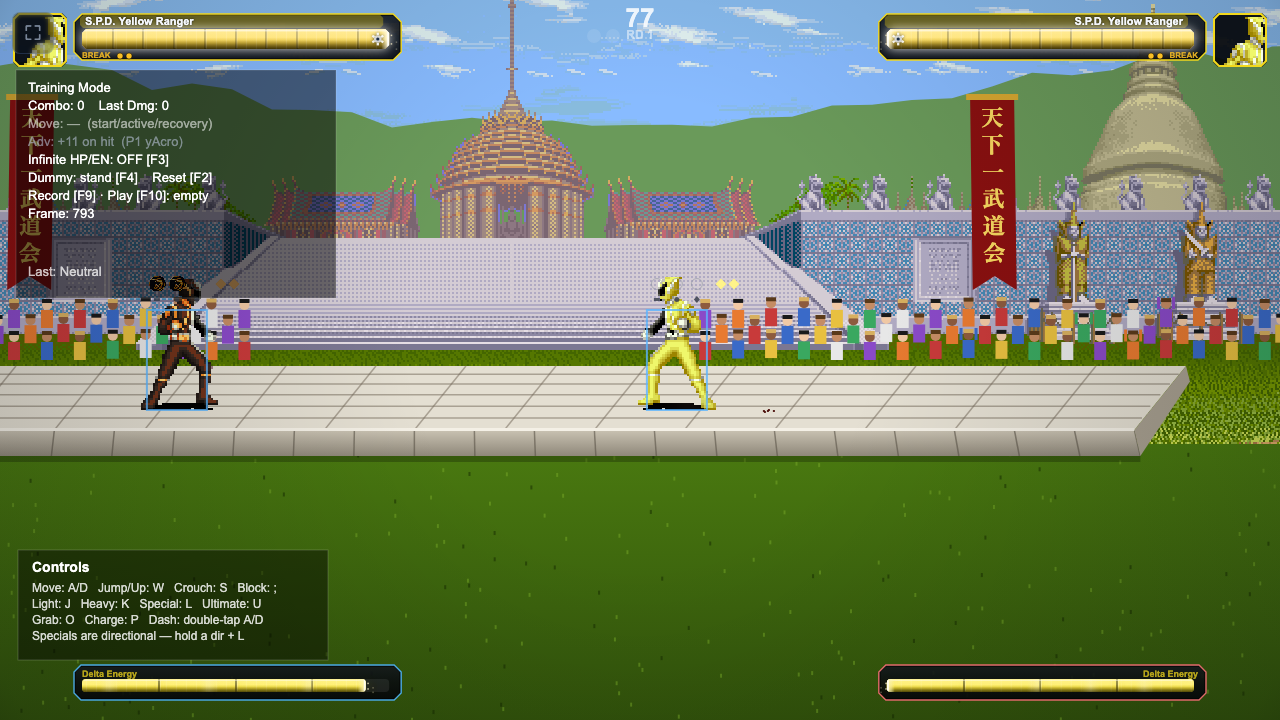 S.P.D. Yellow Ranger
BREAK
77
RD 1
S.P.D. Yellow Ranger
BREAK
Training Mode
Combo: 0 Last Dmg: 0
Move: — (start/active/recovery)
Adv: +11 on hit (P1 yAcro)
Infinite HP/EN: OFF [F3]
Dummy: stand [F4] Reset [F2]
Record [F9] · Play [F10]: empty
Frame: 793
Last: Neutral
天下一武道会
天下一武道会
Controls
Move: A/D Jump/Up: W Crouch: S Block: ;
Light: J Heavy: K Special: L Ultimate: U
Grab: O Charge: P Dash: double-tap A/D
Specials are directional — hold a dir + L
Delta Energy
Delta Energy